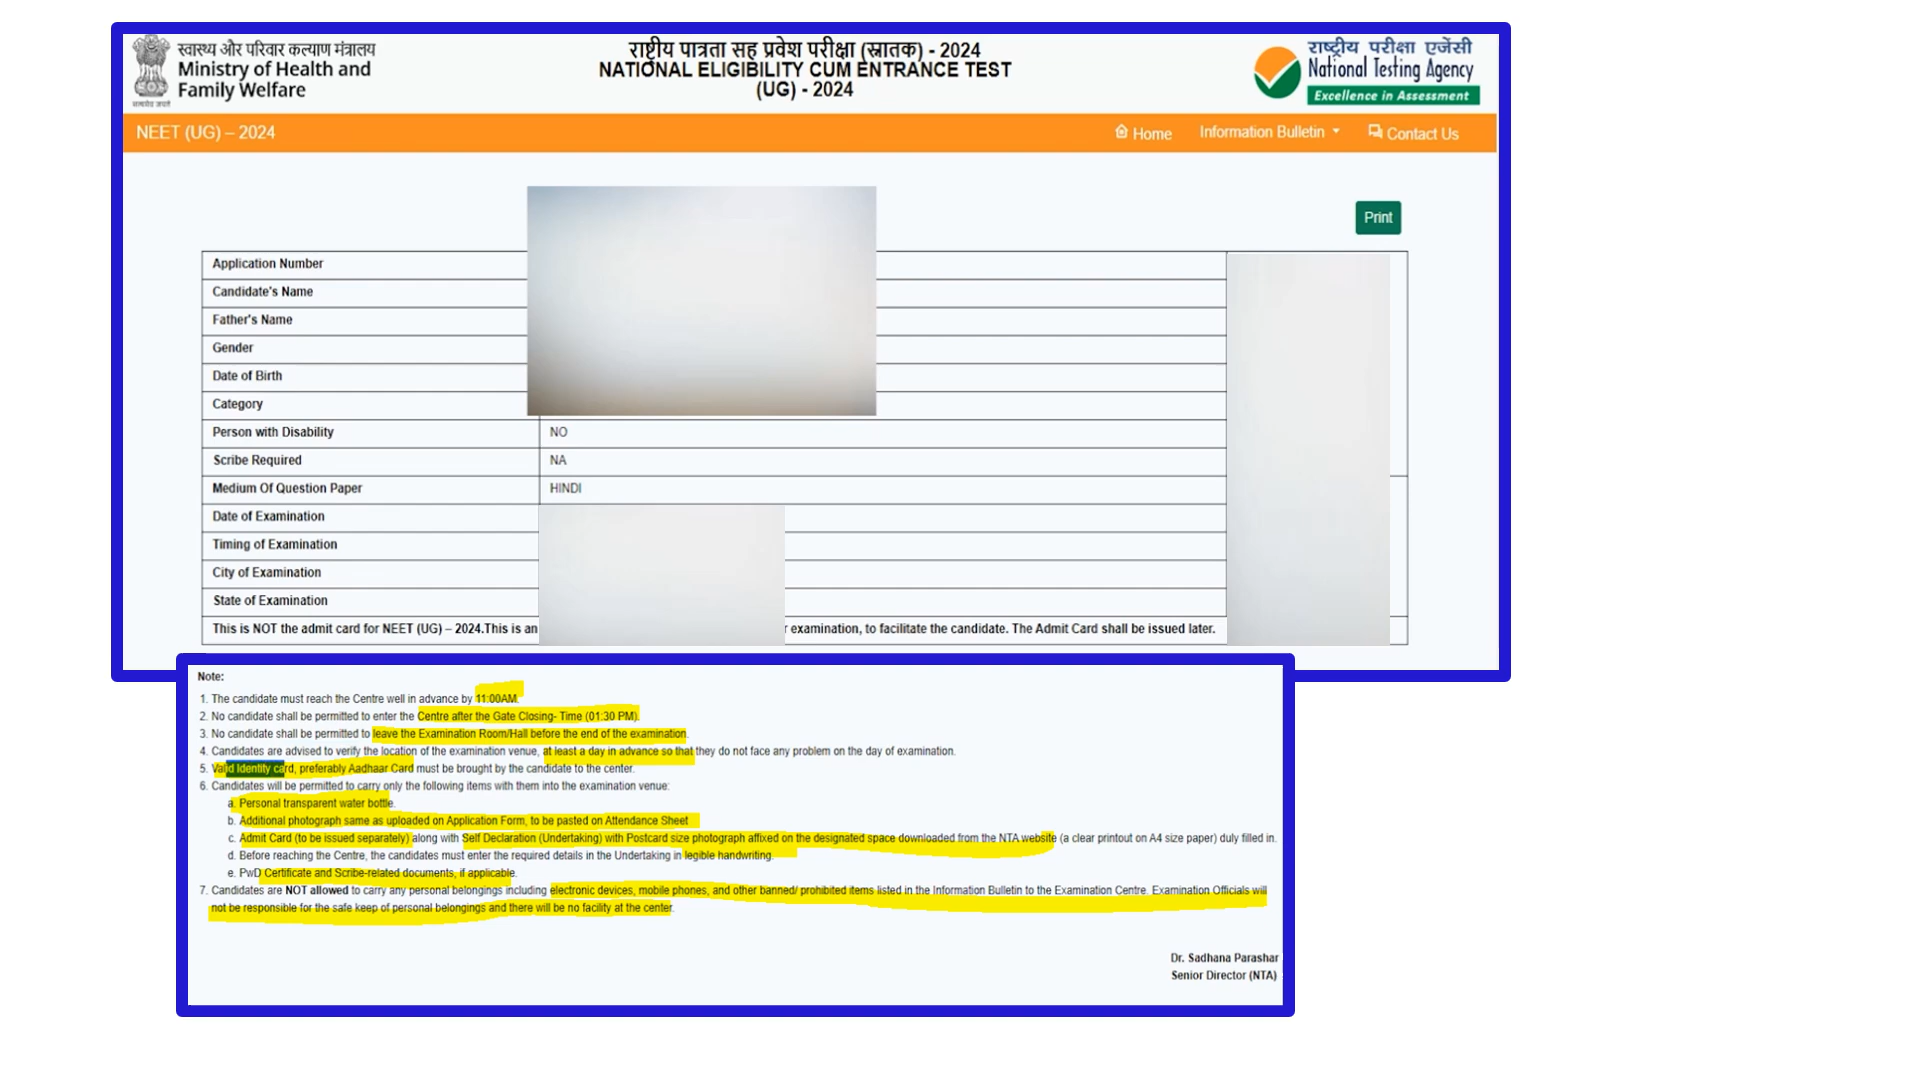 स्वास्थ्य और परिवार कल्याण मंत्रालय
Ministry of Health and
Family Welfare
सत्यमेव जयते
राष्ट्रीय पात्रता सह प्रवेश परीक्षा (स्नातक) - 2024
NATIONAL ELIGIBILITY CUM ENTRANCE TEST
(UG) - 2024
राष्ट्रीय परीक्षा एजेंसी
National Testing Agency
Excellence in Assessment
NEET (UG) – 2024
Home
Information Bulletin
Contact Us
Print
Application Number
Candidate's Name
Father's Name
Gender
Date of Birth
Category
Person with Disability NO
Scribe Required NA
Medium Of Question Paper HINDI
Date of Examination
Timing of Examination
City of Examination
State of Examination
This is NOT the admit card for NEET (UG) – 2024.This is an r examination, to facilitate the candidate. The Admit Card shall be issued later.
Note:
1. The candidate must reach the Centre well in advance by 11:00AM.
2. No candidate shall be permitted to enter the Centre after the Gate Closing- Time (01:30 PM).
3. No candidate shall be permitted to leave the Examination Room/Hall before the end of the examination.
4. Candidates are advised to verify the location of the examination venue, at least a day in advance so that they do not face any problem on the day of examination.
5. Valid Identity card, preferably Aadhaar Card must be brought by the candidate to the center.
6. Candidates will be permitted to carry only the following items with them into the examination venue:
a. Personal transparent water bottle.
b. Additional photograph same as uploaded on Application Form, to be pasted on Attendance Sheet
c. Admit Card (to be issued separately) along with Self Declaration (Undertaking) with Postcard size photograph affixed on the designated space downloaded from the NTA website (a clear printout on A4 size paper) duly filled in.
d. Before reaching the Centre, the candidates must enter the required details in the Undertaking in legible handwriting.
e. PwD Certificate and Scribe-related documents, if applicable.
7. Candidates are NOT allowed to carry any personal belongings including electronic devices, mobile phones, and other banned/ prohibited items listed in the Information Bulletin to the Examination Centre. Examination Officials will
not be responsible for the safe keep of personal belongings and there will be no facility at the center.
Dr. Sadhana Parashar
Senior Director (NTA)